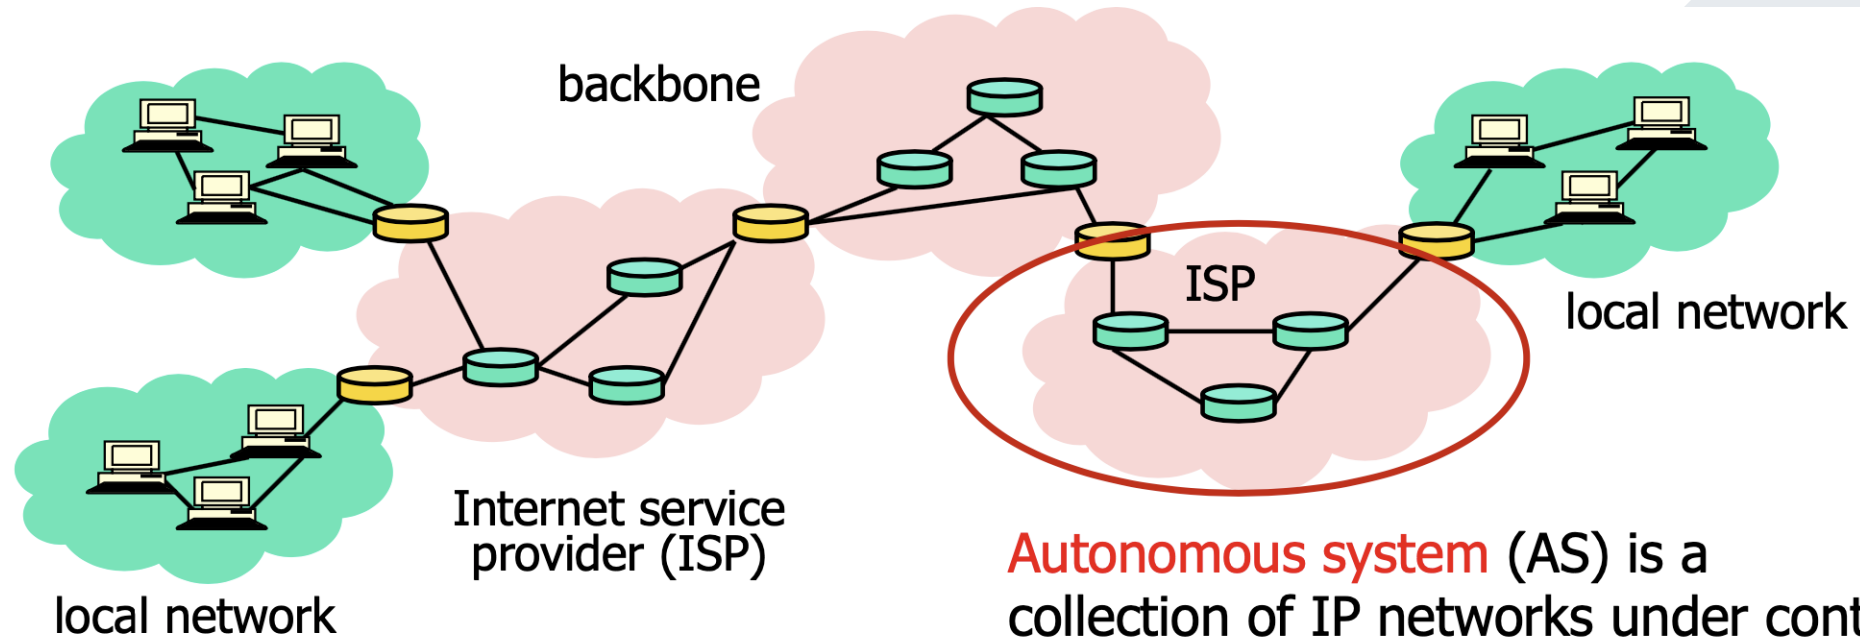 backbone
ISP
local network
Internet service
provider (ISP)
Autonomous system (AS) is a
collection of IP networks under
local network